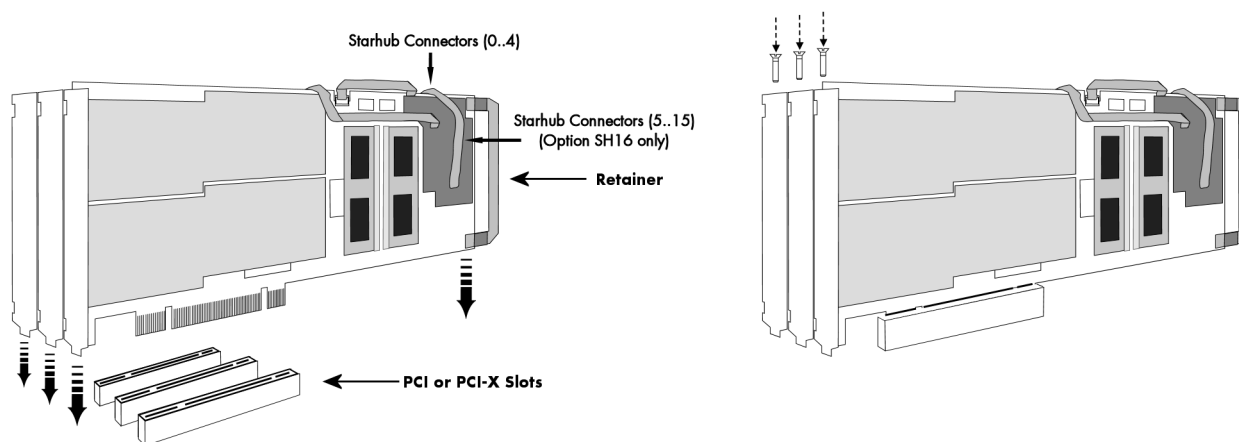 Starhub Connectors (0..4)
Starhub Connectors (5..15)
(Option SH16 only)
Retainer
PCI or PCI-X Slots